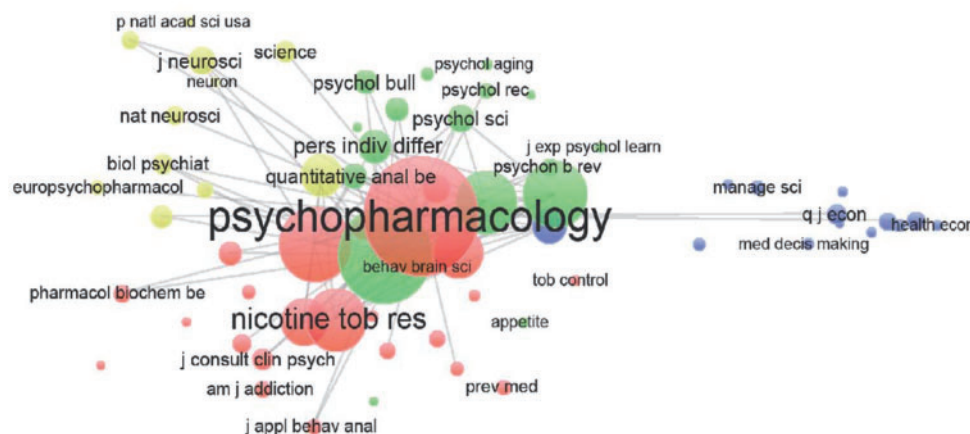 p natl acad sci usa
j neurosci
science
neuron
psychol bull
psychol aging
psychol rec
nat neurosci
psychol sci
pers indiv differ
j exp psychol learn
biol psychiat
psychon b rev
quantitative anal be
europsychopharmacol
manage sci
psychopharmacology
q j econ
health econ
med decis making
behav brain sci
tob control
pharmacol biochem be
nicotine tob res
appetite
j consult clin psych
am j addiction
prev med
j appl behav anal